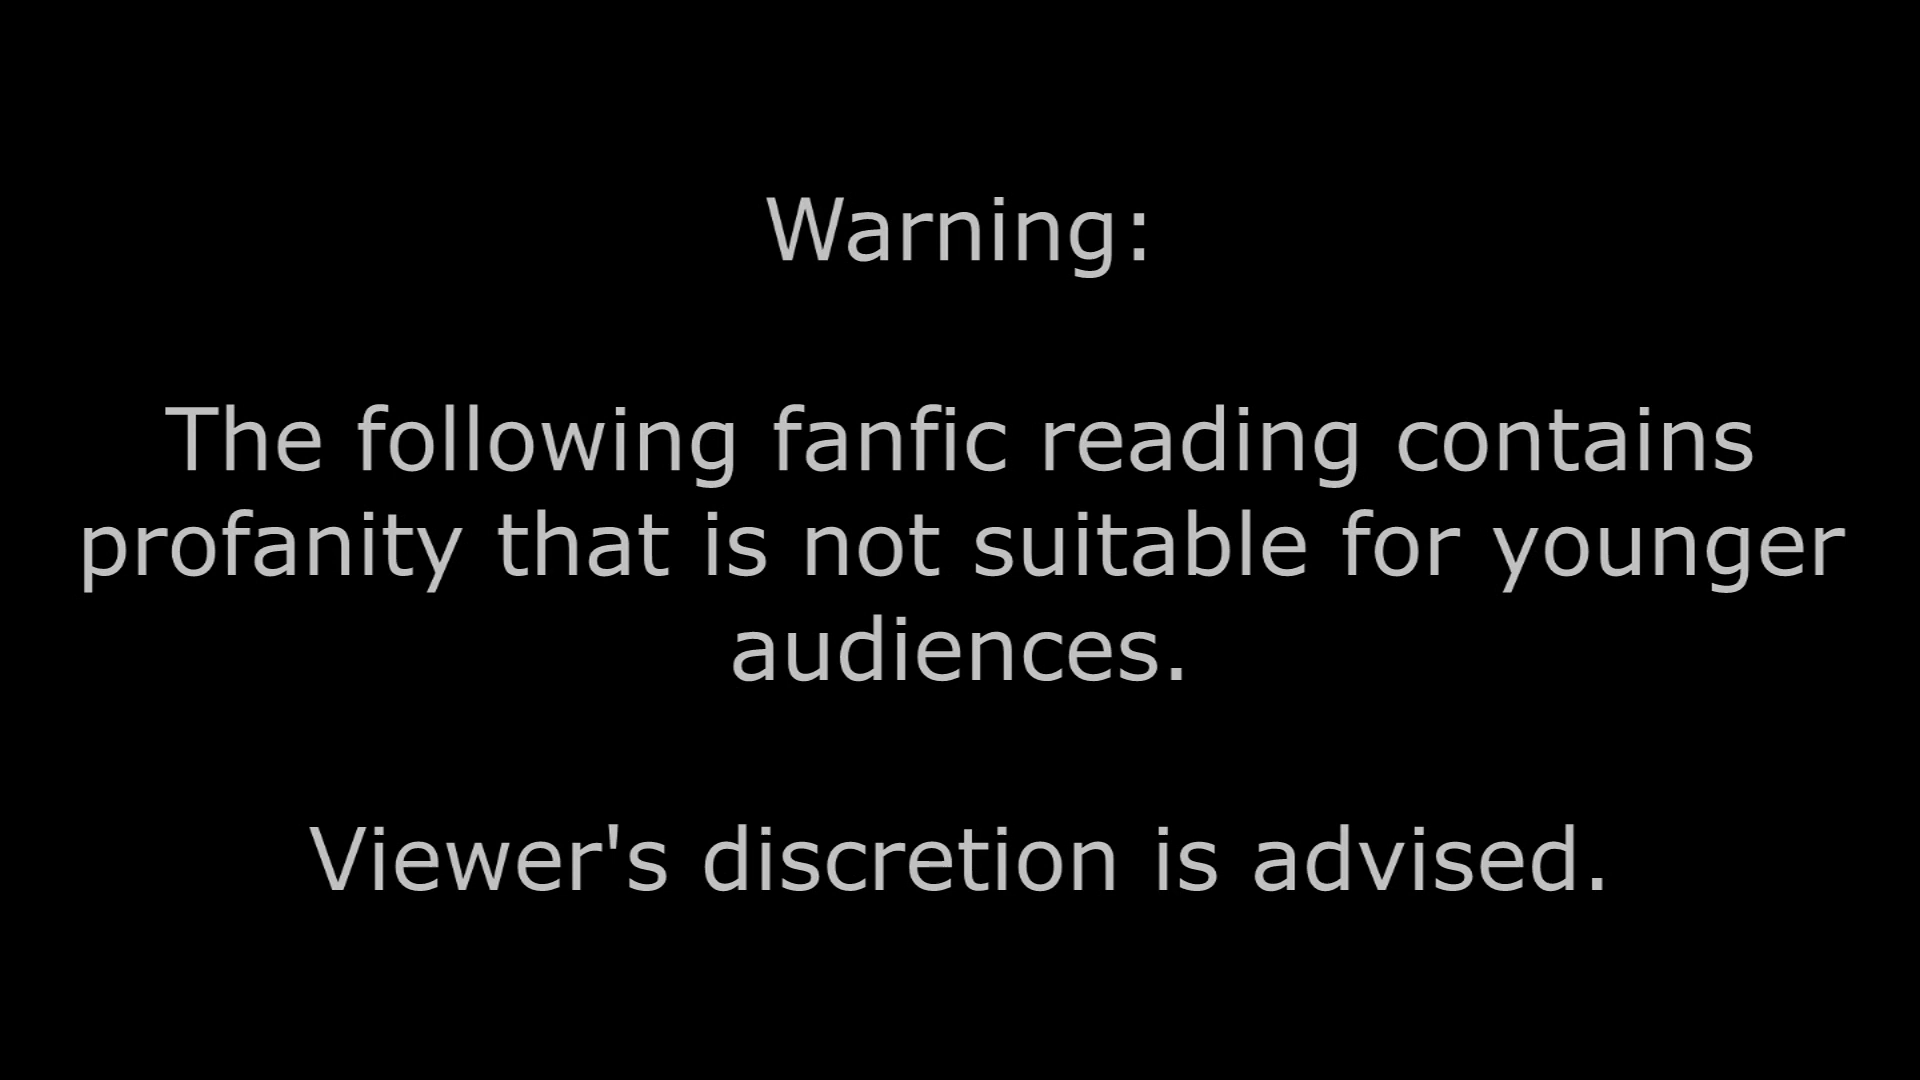 Warning:
The following fanfic reading contains
profanity that is not suitable for younger
audiences.
Viewer's discretion is advised.